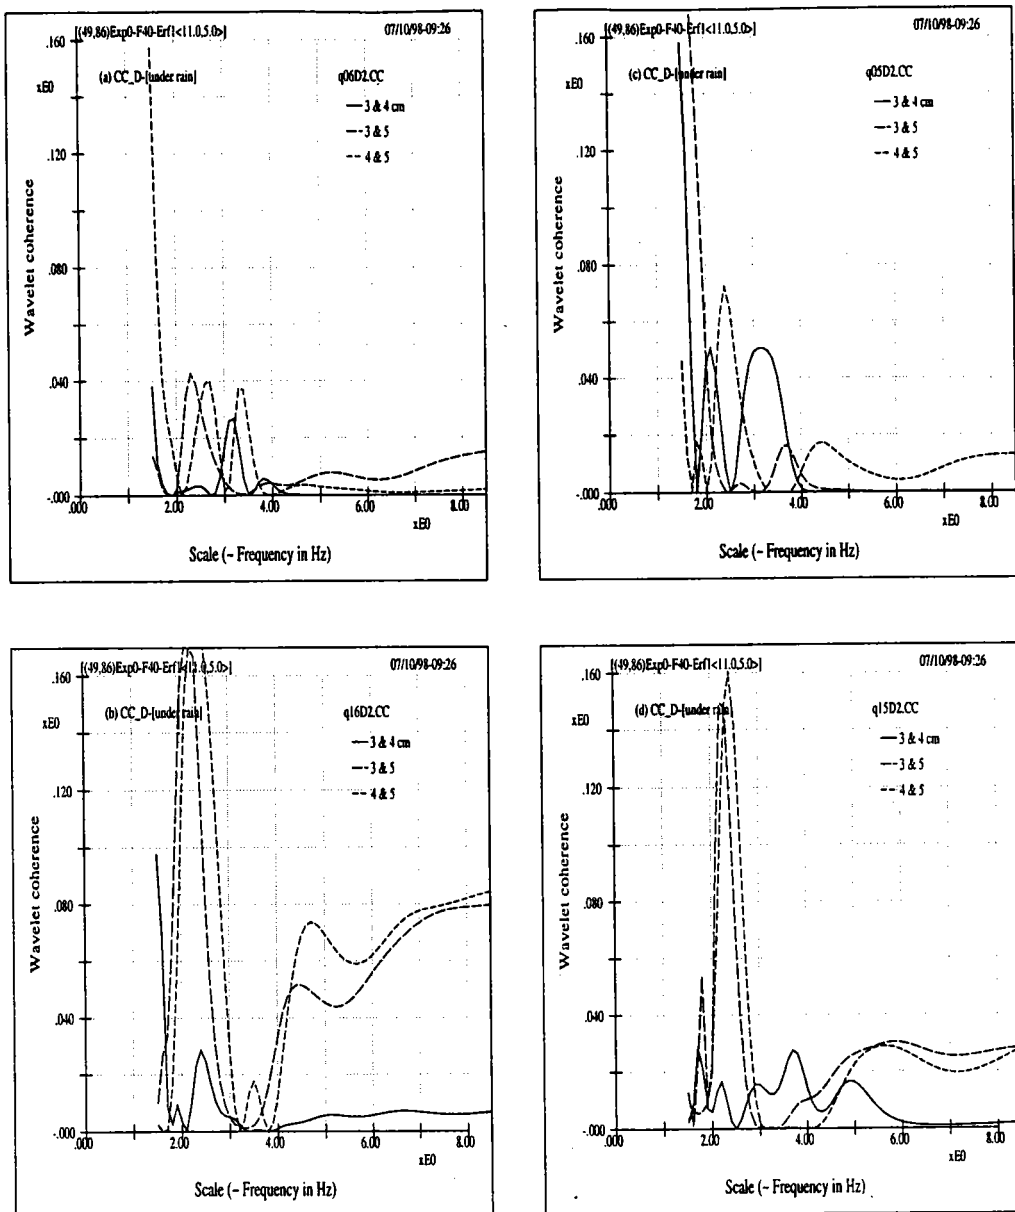 [(49,86)Exp0-F40-Erf1<11.0,5.0>] 07/10/98-09:26
.160
xE0
(a) CC_D-[under rain] q06D2.CC
3 & 4 cm
3 & 5
4 & 5
.120
Wavelet coherence
.080
.040
-.000
.000 2.00 4.00 6.00 8.00
xE0
Scale (~ Frequency in Hz)
[(49,86)Exp0-F40-Erf1<11.0,5.0>] 07/10/98-09:26
.160
xE0
(c) CC_D-[under rain] q05D2.CC
3 & 4 cm
3 & 5
4 & 5
.120
Wavelet coherence
.080
.040
-.000
.000 2.00 4.00 6.00 8.00
xE0
Scale (~ Frequency in Hz)
[(49,86)Exp0-F40-Erf1<11.0,5.0>] 07/10/98-09:26
.160
xE0
(b) CC_D-[under rain] q16D2.CC
3 & 4 cm
3 & 5
4 & 5
.120
Wavelet coherence
.080
.040
-.000
.000 2.00 4.00 6.00 8.00
xE0
Scale (~ Frequency in Hz)
[(49,86)Exp0-F40-Erf1<11.0,5.0>] 07/10/98-09:26
.160
xE0
(d) CC_D-[under rain] q15D2.CC
3 & 4 cm
3 & 5
4 & 5
.120
Wavelet coherence
.080
.040
-.000
.000 2.00 4.00 6.00 8.00
xE0
Scale (~ Frequency in Hz)